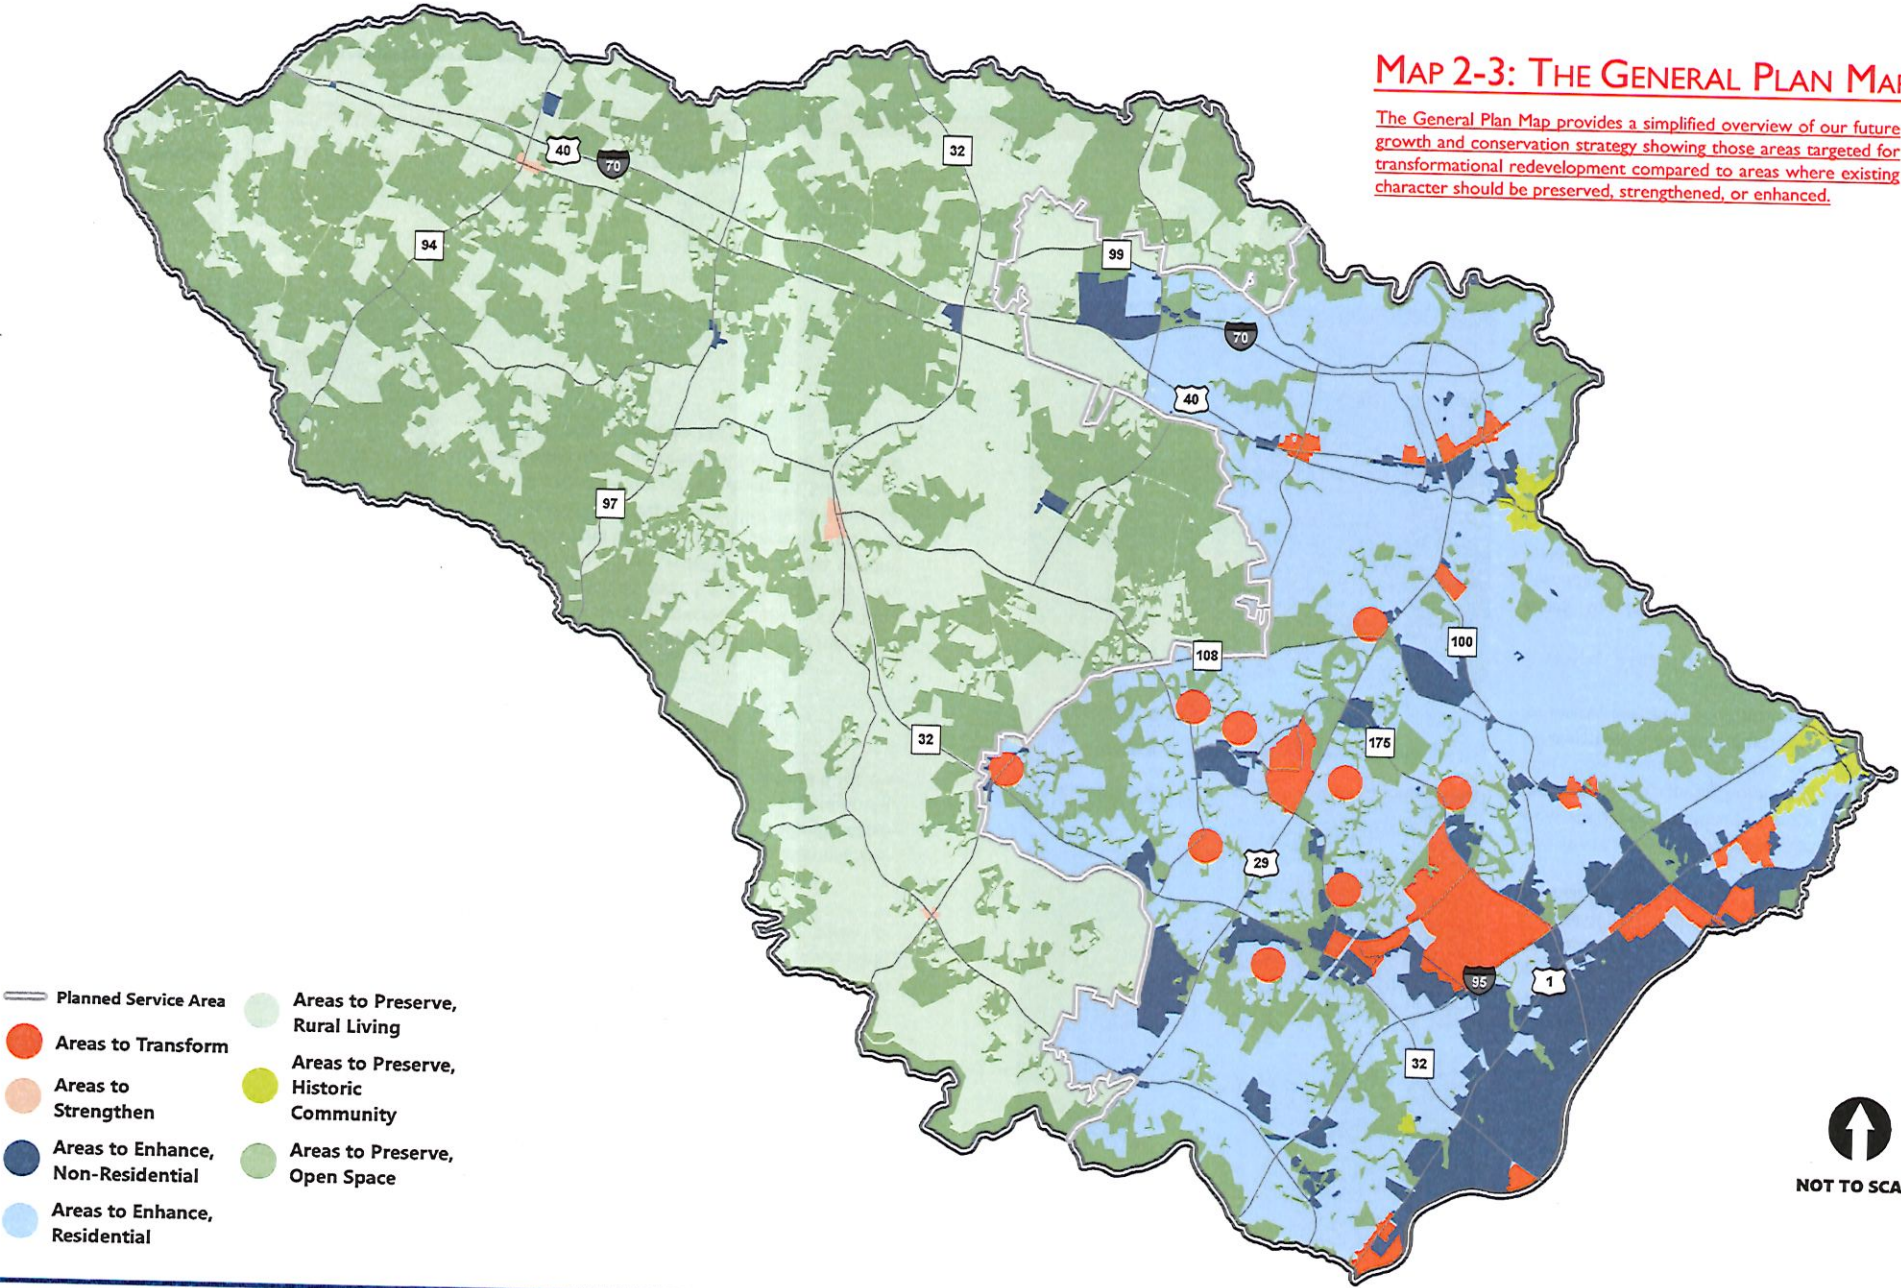 MAP 2-3: THE GENERAL PLAN MA
The General Plan Map provides a simplified overview of our future
growth and conservation strategy showing those areas targeted for
transformational redevelopment compared to areas where existing
character should be preserved, strengthened, or enhanced.
40
70
32
94
99
70
40
97
108
100
32
175
29
95
1
32
Planned Service Area
Areas to Transform
Areas to
Strengthen
Areas to Enhance,
Non-Residential
Areas to Enhance,
Residential
Areas to Preserve,
Rural Living
Areas to Preserve,
Historic
Community
Areas to Preserve,
Open Space
NOT TO SCA